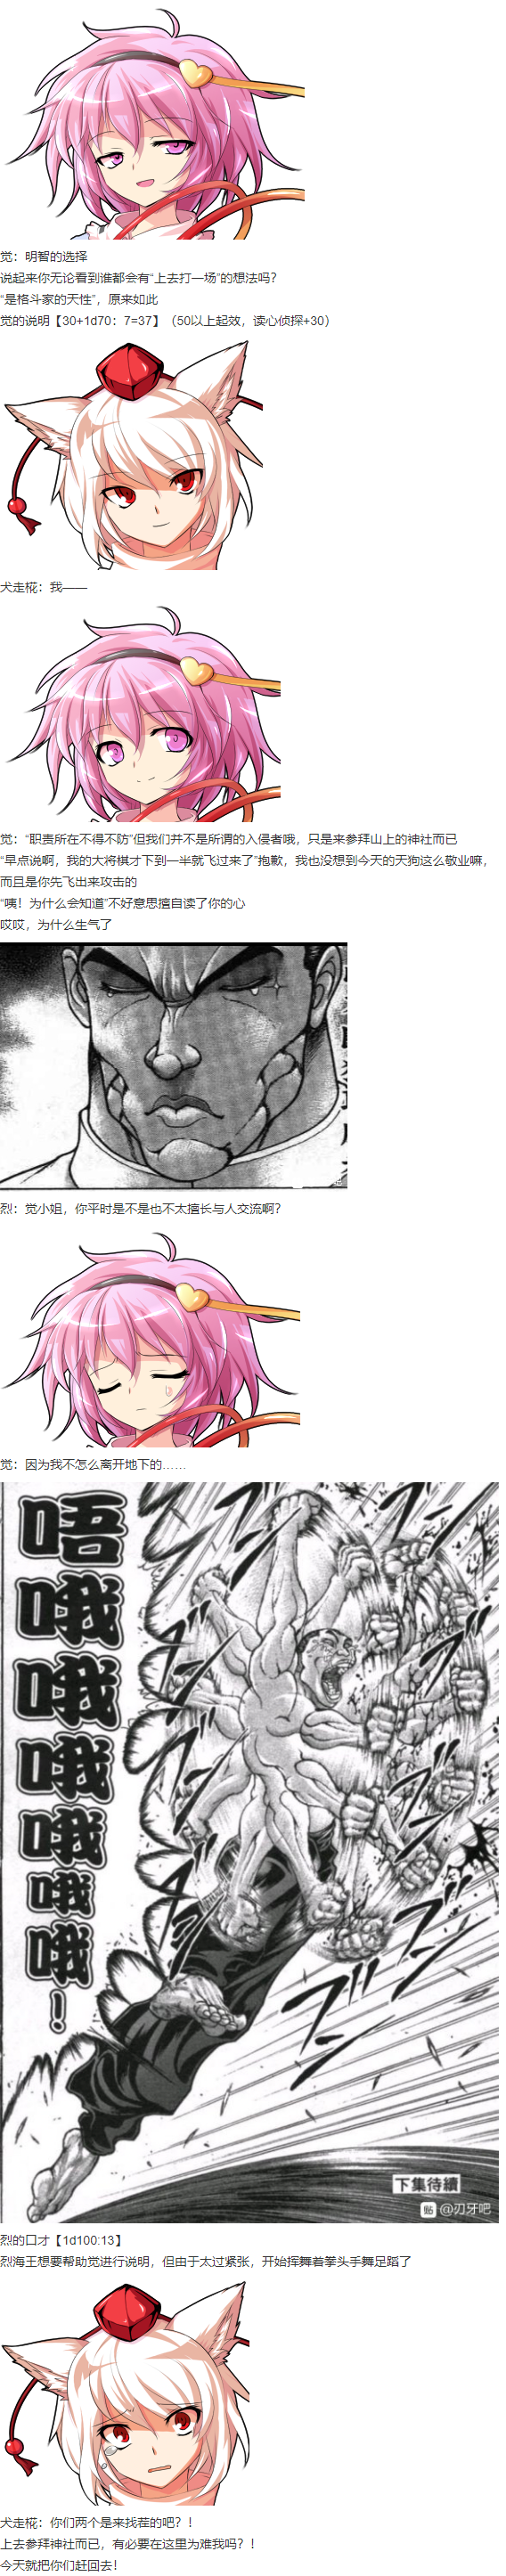 觉：明智的选择
说起来你无论看到谁都会有“上去打一场”的想法吗？
“是格斗家的天性”，原来如此
觉的说明【30+1d70：7=37】（50以上起效，读心侦探+30）
犬走椛：我——
觉：“职责所在不得不防”但我们并不是所谓的入侵者哦，只是来参拜山上的神社而已
“早点说啊，我的大将棋才下到一半就飞过来了”抱歉，我也没想到今天的天狗这么敬业嘛，
而且是你先飞出来攻击的
“咦！为什么会知道”不好意思擅自读了你的心
哎哎，为什么生气了
烈：觉小姐，你平时是不是也不太擅长与人交流啊？
觉：因为我不怎么离开地下的……
唔哦哦哦哦哦哦！
下集待續
贴 @刃牙吧
烈的口才【1d100:13】
烈海王想要帮助觉进行说明，但由于太过紧张，开始挥舞着拳头手舞足蹈了
犬走椛：你们两个是来找茬的吧？！
上去参拜神社而已，有必要在这里为难我吗？！
今天就把你们赶回去！